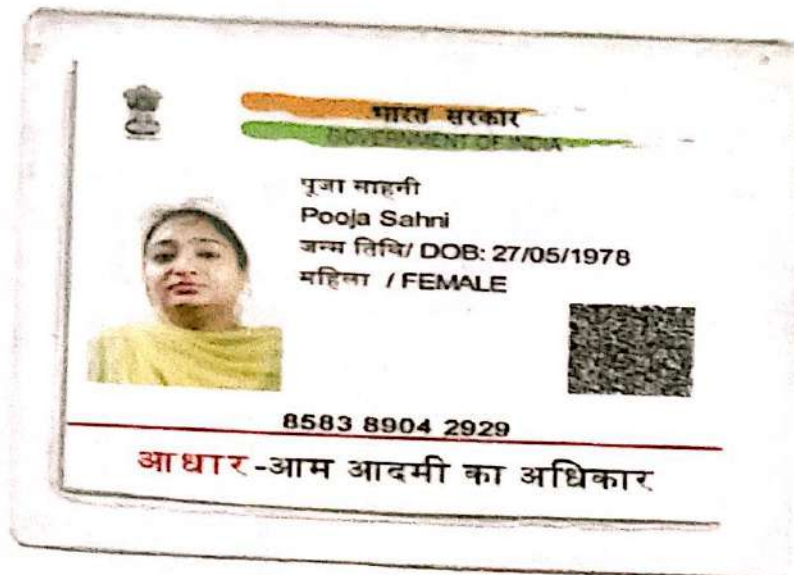 भारत सरकार
GOVERNMENT OF INDIA
पूजा साहनी
Pooja Sahni
जन्म तिथि/ DOB: 27/05/1978
महिला / FEMALE
8583 8904 2929
आधार-आम आदमी का अधिकार